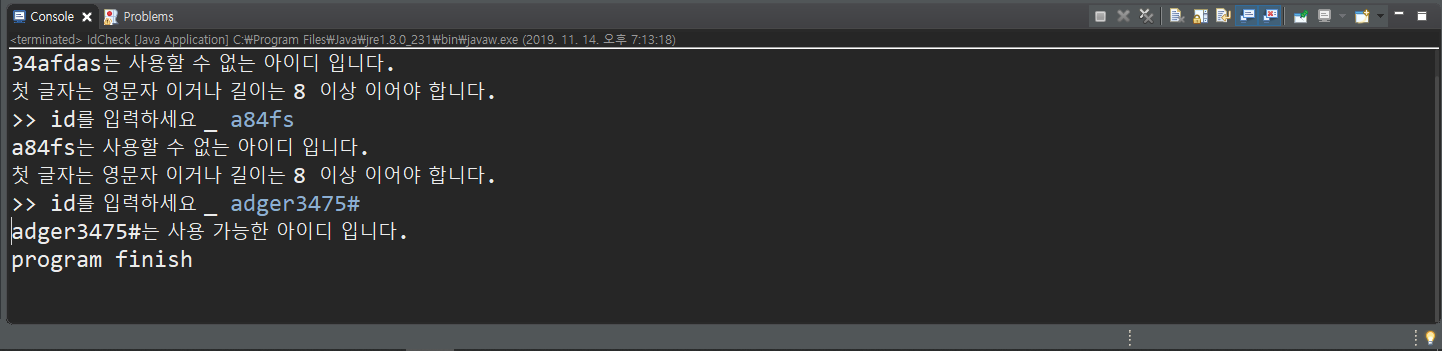 Console Problems
<terminated> IdCheck [Java Application] C:₩Program Files₩Java₩jre1.8.0_231₩bin₩javaw.exe (2019. 11. 14. 오후 7:13:18)
34afdas는 사용할 수 없는 아이디 입니다.
첫 글자는 영문자 이거나 길이는 8 이상 이어야 합니다.
>> id를 입력하세요 _ a84fs
a84fs는 사용할 수 없는 아이디 입니다.
첫 글자는 영문자 이거나 길이는 8 이상 이어야 합니다.
>> id를 입력하세요 _ adger3475#
adger3475#는 사용 가능한 아이디 입니다.
program finish